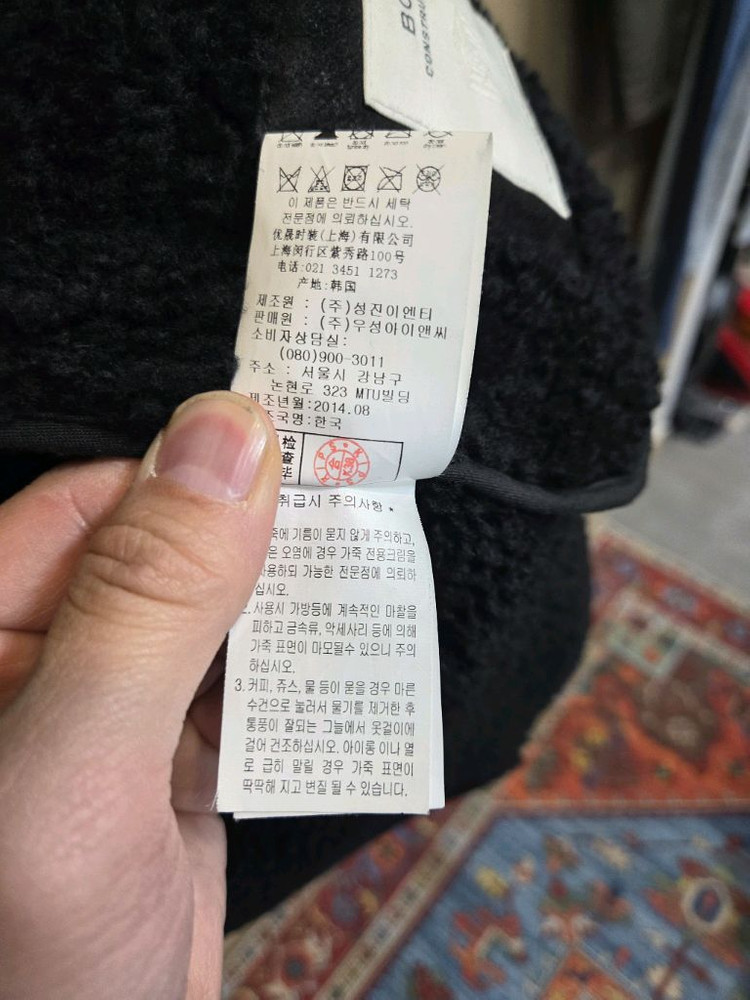 BO
CONSTRU
이 제품은 반드시 세탁
전문점에 의뢰하십시오.
优晟时装(上海)有限公司
上海闵行区紫秀路100号
电话:021 3451 1273
产地:韩国
제조원 : (주)성진이엔티
판매원 : (주)우성아이앤씨
소비자상담실:
(080)900-3011
주소 : 서울시 강남구
논현로 323 MTU빌딩
제조년월:2014.08
조국명:한국
检
查
毕
취급시 주의사항 *
죽에 기름이 묻지 않게 주의하고,
은 오염에 경우 가죽 전용크림을
사용하되 가능한 전문점에 의뢰하
십시오.
2. 사용시 가방등에 계속적인 마찰을
피하고 금속류, 악세사리 등에 의해
가죽 표면이 마모될수 있으니 주의
하십시오.
3. 커피, 쥬스, 물 등이 묻을 경우 마른
수건으로 눌러서 물기를 제거한 후
통풍이 잘되는 그늘에서 옷걸이에
걸어 건조하십시오. 아이롱 이나 열
로 급히 말릴 경우 가죽 표면이
딱딱해 지고 변질 될 수 있습니다.